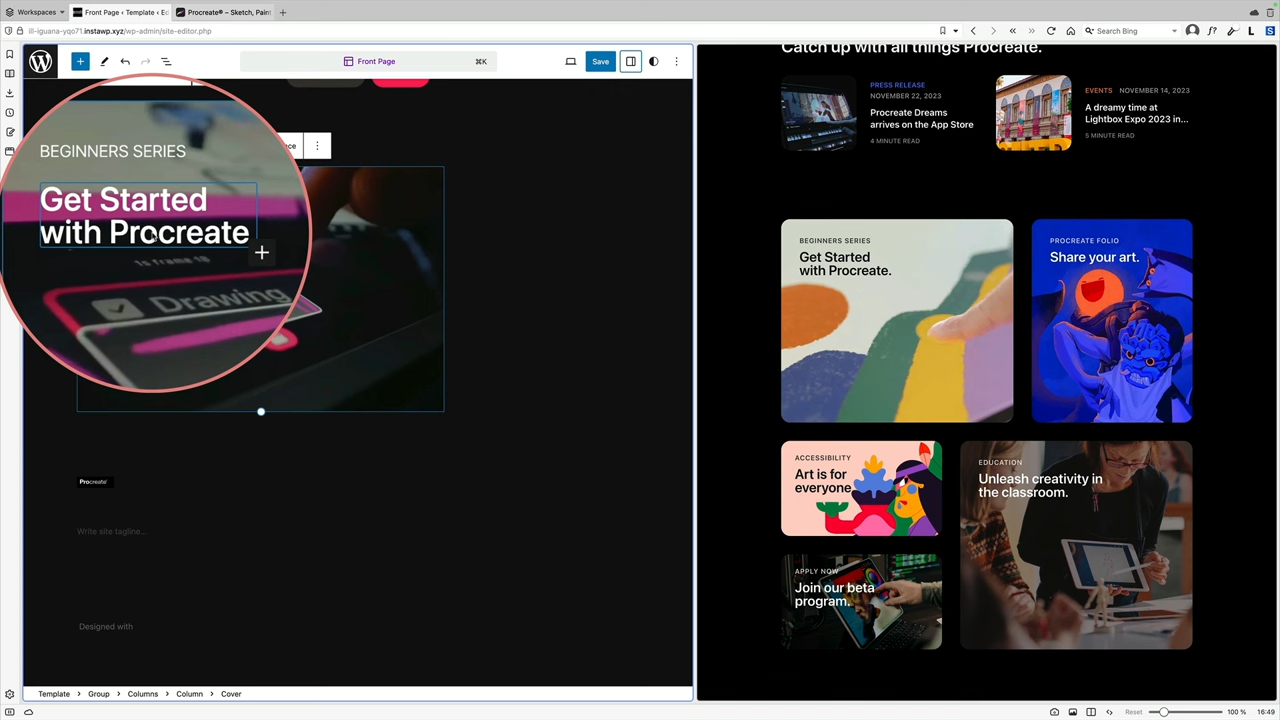 Workspaces
Front Page ‹ Template ‹ Ec
Procreate® – Sketch, Paint
ill-iguana-yqo71.instawp.xyz/wp-admin/site-editor.php
Search Bing
Front Page
⌘K
Save
BEGINNERS SERIES
Get Started
with Procreate
1s frame 10
Drawing
Procreate
Write site tagline...
Designed with
Template > Group > Columns > Column > Cover
Catch up with all things Procreate.
PRESS RELEASE
NOVEMBER 22, 2023
Procreate Dreams
arrives on the App Store
4 MINUTE READ
EVENTS NOVEMBER 14, 2023
A dreamy time at
Lightbox Expo 2023 in...
5 MINUTE READ
BEGINNERS SERIES
Get Started
with Procreate.
PROCREATE FOLIO
Share your art.
ACCESSIBILITY
Art is for
everyone
EDUCATION
Unleash creativity in
the classroom.
APPLY NOW
Join our beta
program.
Reset
100 %
16:49